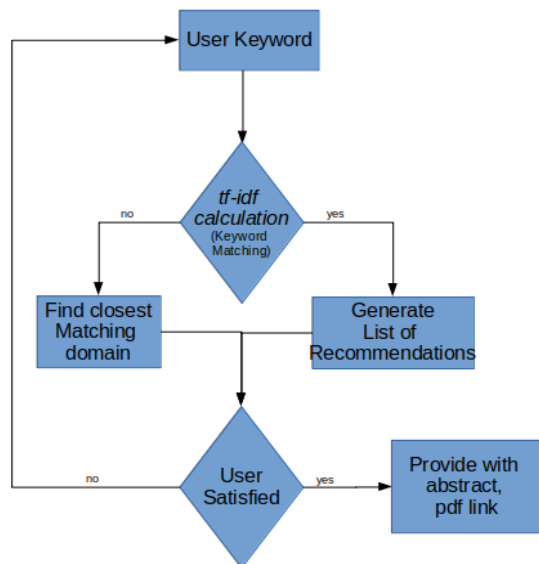 User Keyword
tf-idf
calculation
(Keyword
Matching)
no
yes
Find closest
Matching
domain
Generate
List of
Recommendations
User
Satisfied
no
yes
Provide with
abstract,
pdf link